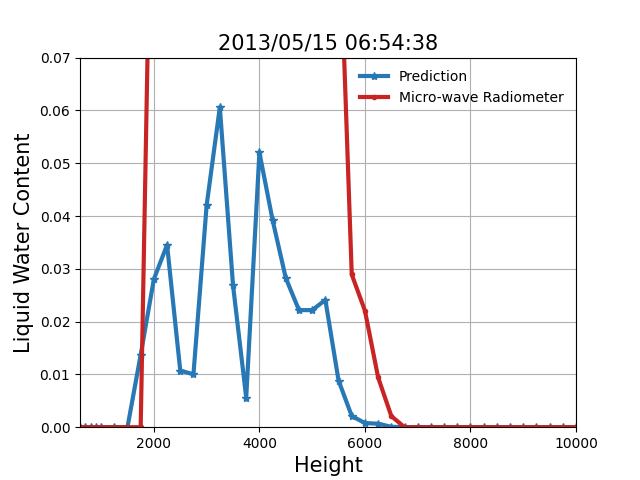 2013/05/15 06:54:38
Prediction
Micro-wave Radiometer
Liquid Water Content
0.07
0.06
0.05
0.04
0.03
0.02
0.01
0.00
2000 4000 6000 8000 10000
Height